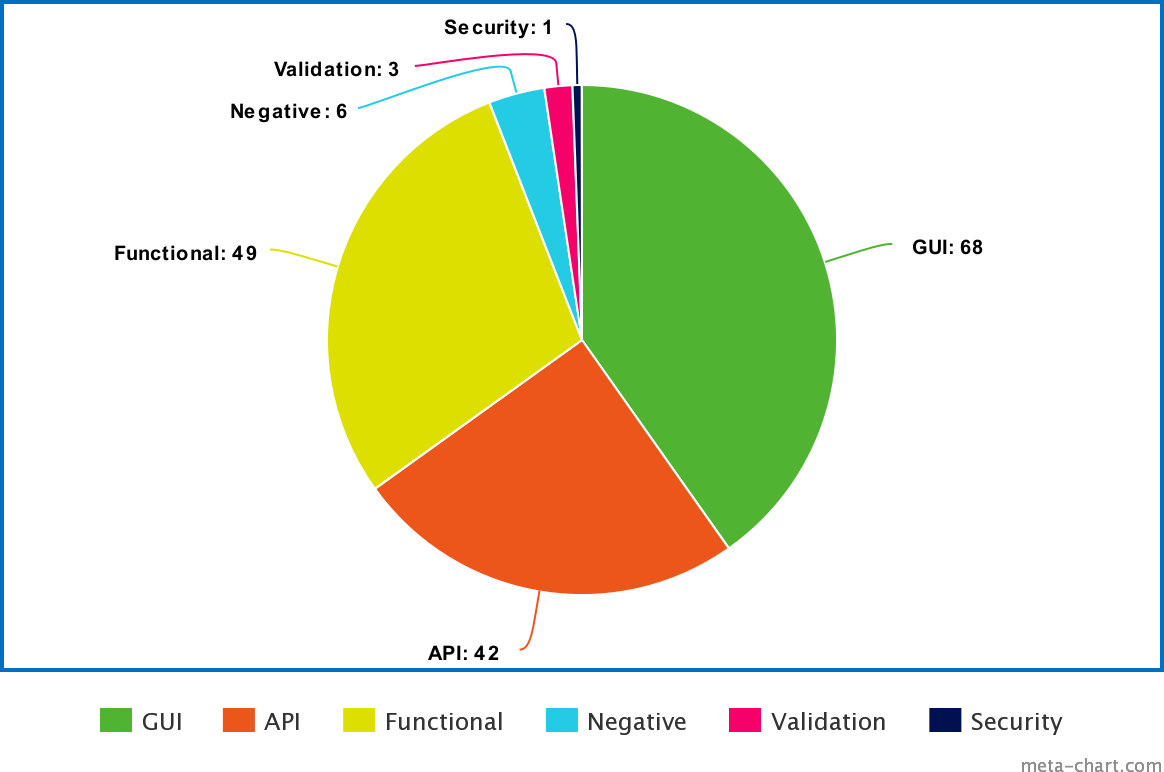 Security: 1
Validation: 3
Negative: 6
Functional: 49
GUI: 68
API: 42
GUI API Functional Negative Validation Security
meta-chart.com